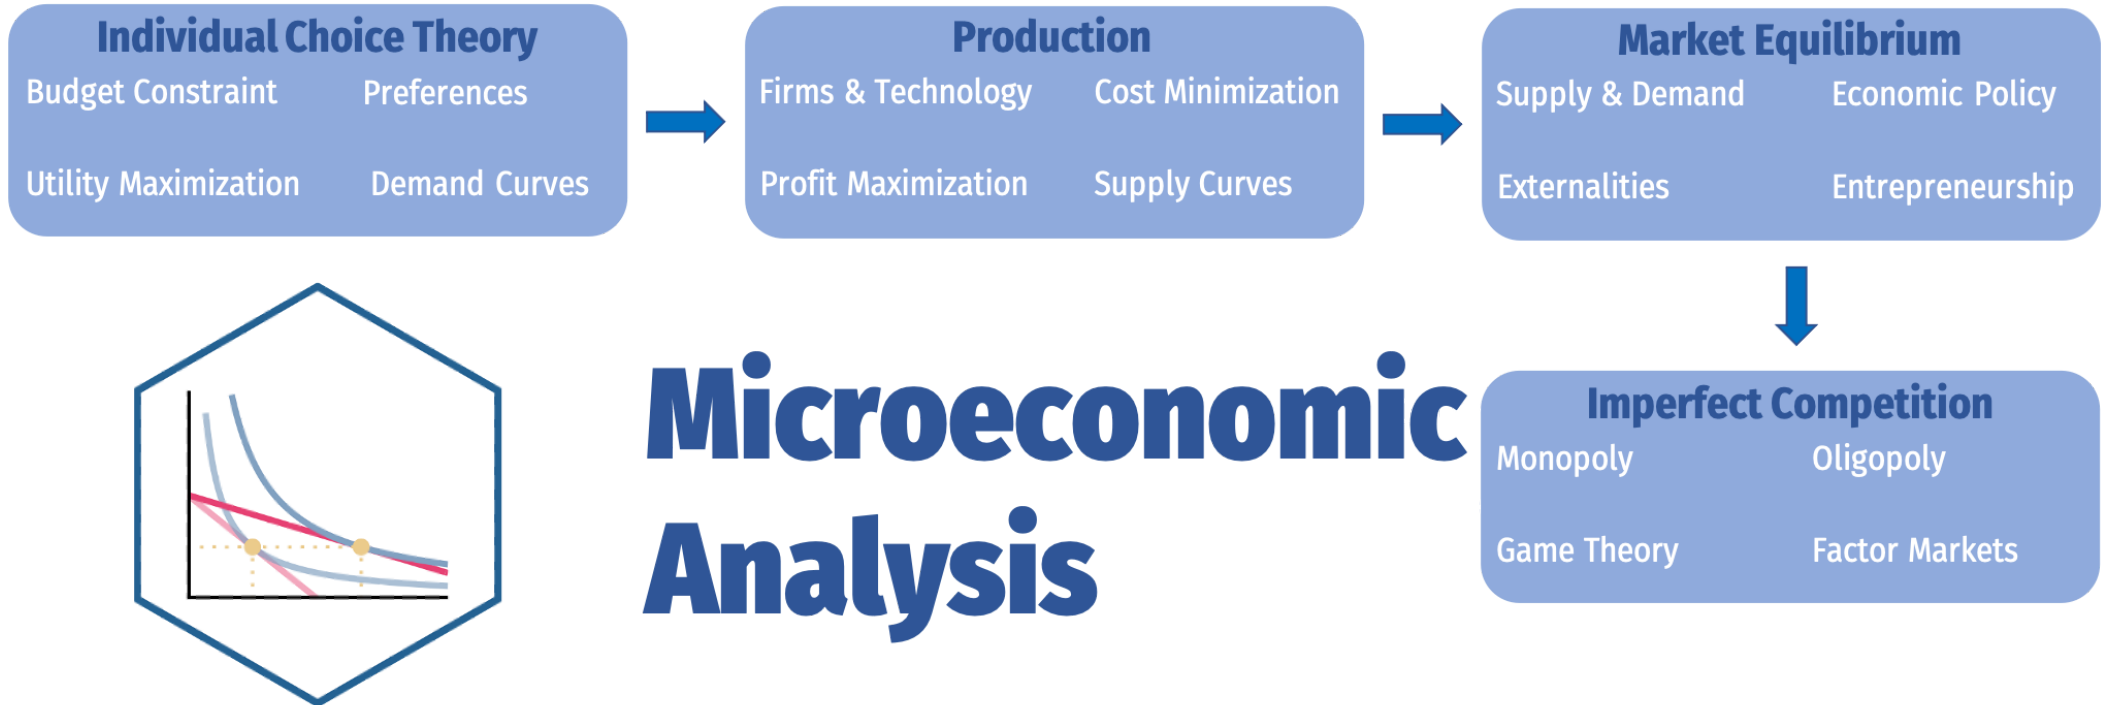 Individual Choice Theory
Budget Constraint Preferences
Utility Maximization Demand Curves
Production
Firms & Technology Cost Minimization
Profit Maximization Supply Curves
Market Equilibrium
Supply & Demand Economic Policy
Externalities Entrepreneurship
Microeconomic
Analysis
Imperfect Competition
Monopoly Oligopoly
Game Theory Factor Markets